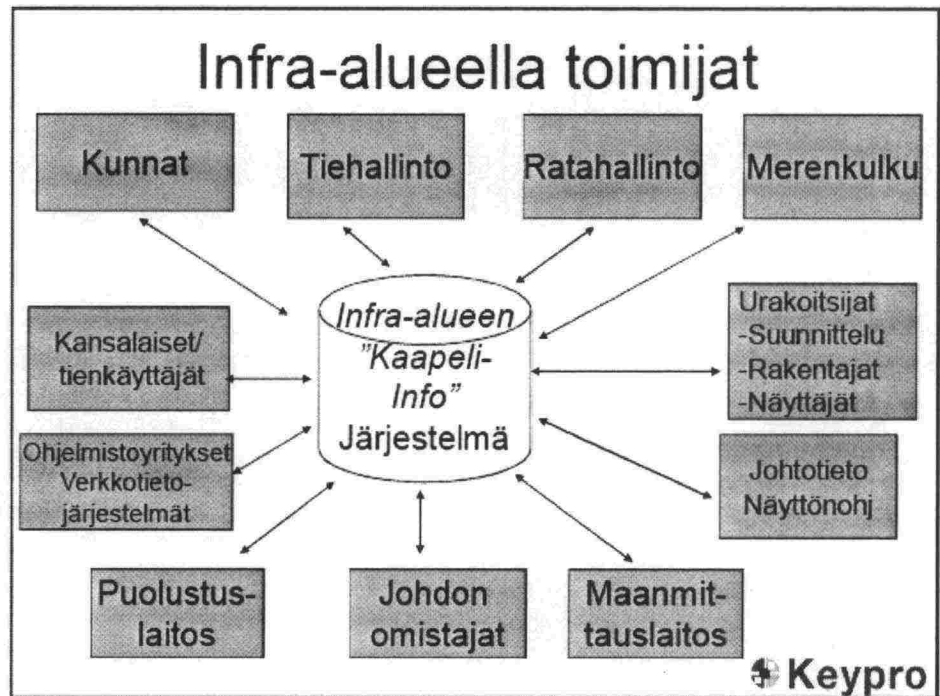 Infra-alueella toimijat
Kunnat
Tiehallinto
Ratahallinto
Merenkulku
Infra-alueen
"Kaapeli-
Info"
Järjestelmä
Kansalaiset/
tienkäyttäjät
Urakoitsijat
-Suunnittelu
-Rakentajat
-Näyttäjät
Ohjelmistoyritykset
Verkkotieto-
järjestelmät
Johtotieto
Näyttönohj
Puolustus-
laitos
Johdon
omistajat
Maanmit-
tauslaitos
Keypro